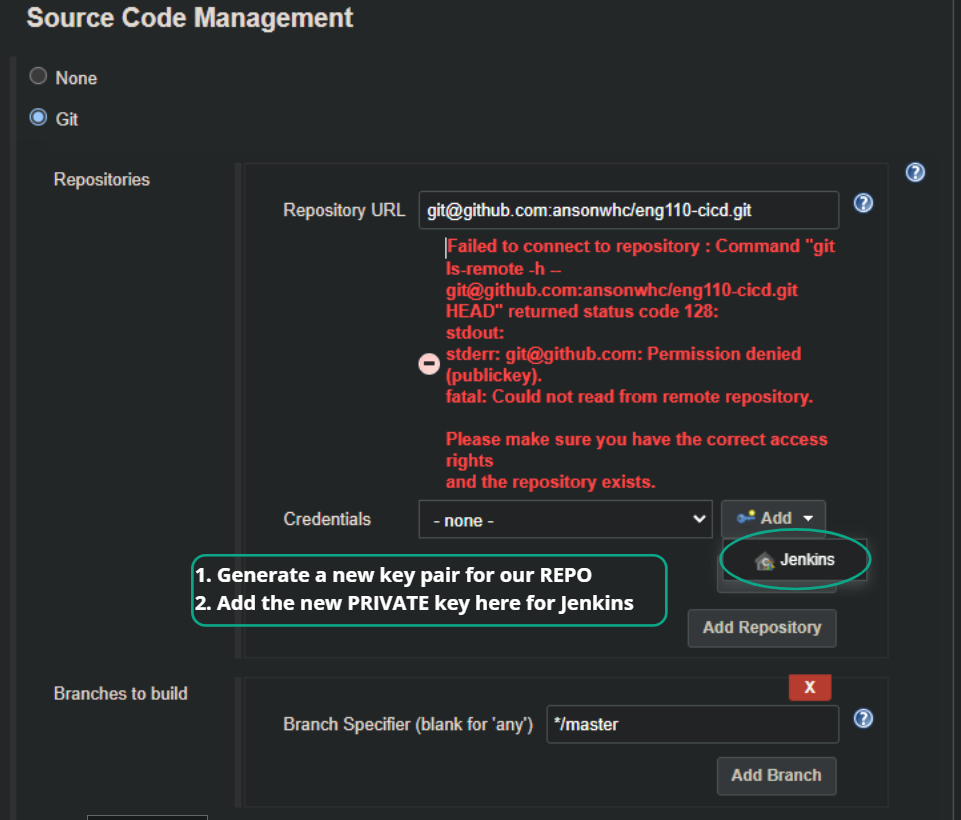 Source Code Management
None
Git
Repositories
Repository URL
git@github.com:ansonwhc/eng110-cicd.git
Failed to connect to repository : Command "git
ls-remote -h --
git@github.com:ansonwhc/eng110-cicd.git
HEAD" returned status code 128:
stdout:
stderr: git@github.com: Permission denied
(publickey).
fatal: Could not read from remote repository.
Please make sure you have the correct access
rights
and the repository exists.
Credentials
- none -
Add
Jenkins
1. Generate a new key pair for our REPO
2. Add the new PRIVATE key here for Jenkins
Add Repository
Branches to build
X
Branch Specifier (blank for 'any')
*/master
Add Branch